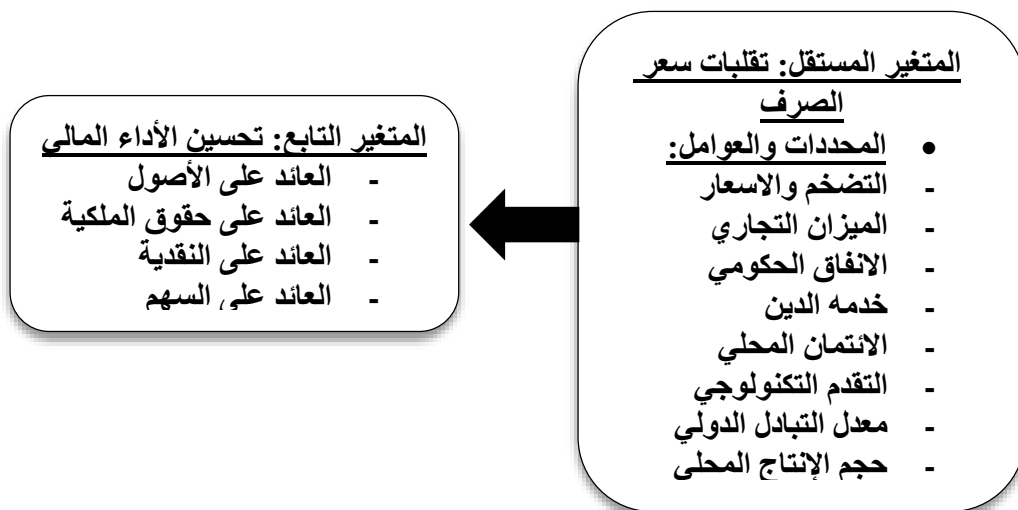 المتغير المستقل: تقلبات سعر
الصرف
• المحددات والعوامل:
- التضخم والاسعار
- الميزان التجاري
- الانفاق الحكومي
- خدمه الدين
- الائتمان المحلي
- التقدم التكنولوجي
- معدل التبادل الدولي
- حجم الإنتاج المحلي
المتغير التابع: تحسين الأداء المالي
- العائد على الأصول
- العائد على حقوق الملكية
- العائد على النقدية
- العائد على السهم